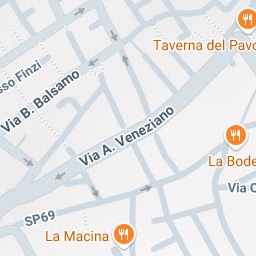 Taverna del Pavo
sso Finzi
Via B. Balsamo
Via A. Veneziano
La Bode
Via C
SP69
La Macina